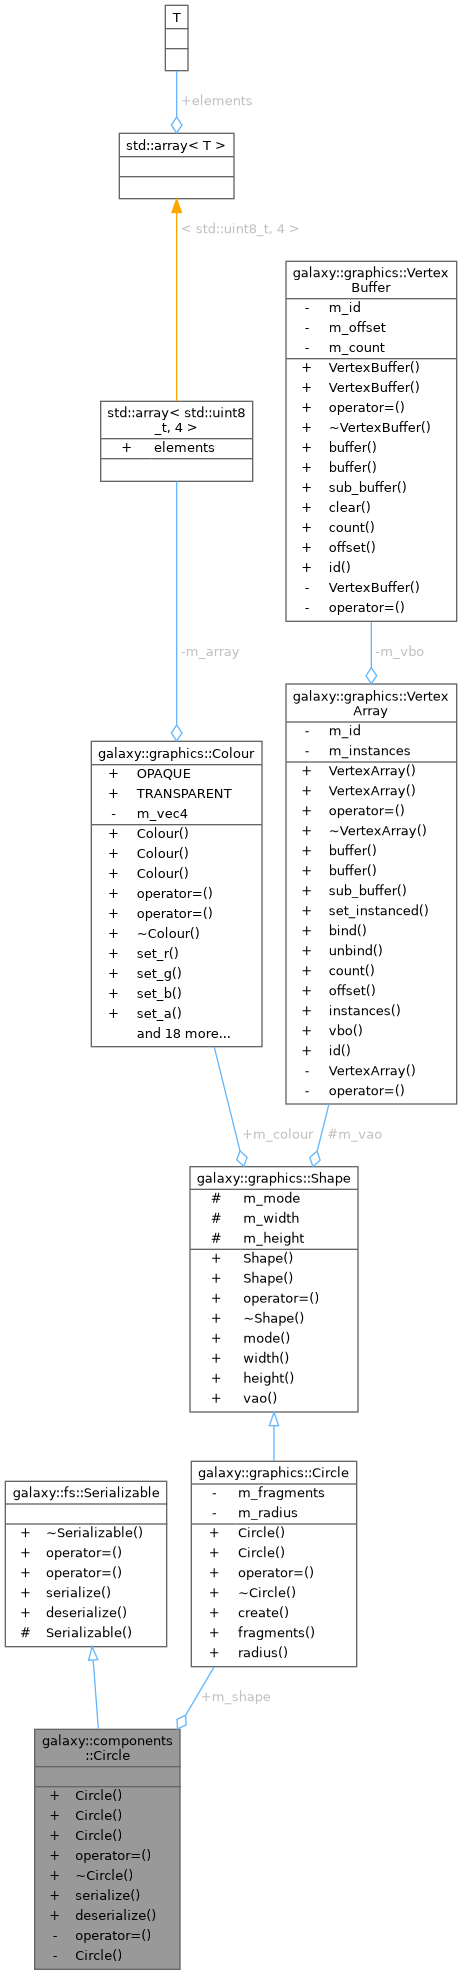 T
+elements
std::array< T >
< std::uint8_t, 4 >
galaxy::graphics::Vertex
Buffer
- m_id
- m_offset
- m_count
+ VertexBuffer()
+ VertexBuffer()
+ operator=()
+ ~VertexBuffer()
+ buffer()
+ buffer()
+ sub_buffer()
+ clear()
+ count()
+ offset()
+ id()
- VertexBuffer()
- operator=()
std::array< std::uint8
_t, 4 >
+ elements
-m_array
-m_vbo
galaxy::graphics::Vertex
Array
- m_id
- m_instances
+ VertexArray()
+ VertexArray()
+ operator=()
+ ~VertexArray()
+ buffer()
+ buffer()
+ sub_buffer()
+ set_instanced()
+ bind()
+ unbind()
+ count()
+ offset()
+ instances()
+ vbo()
+ id()
- VertexArray()
- operator=()
galaxy::graphics::Colour
+ OPAQUE
+ TRANSPARENT
- m_vec4
+ Colour()
+ Colour()
+ Colour()
+ operator=()
+ operator=()
+ ~Colour()
+ set_r()
+ set_g()
+ set_b()
+ set_a()
and 18 more...
+m_colour
#m_vao
galaxy::graphics::Shape
# m_mode
# m_width
# m_height
+ Shape()
+ Shape()
+ operator=()
+ ~Shape()
+ mode()
+ width()
+ height()
+ vao()
galaxy::graphics::Circle
- m_fragments
- m_radius
+ Circle()
+ Circle()
+ operator=()
+ ~Circle()
+ create()
+ fragments()
+ radius()
galaxy::fs::Serializable
+ ~Serializable()
+ operator=()
+ operator=()
+ serialize()
+ deserialize()
# Serializable()
+m_shape
galaxy::components
::Circle
+ Circle()
+ Circle()
+ Circle()
+ operator=()
+ ~Circle()
+ serialize()
+ deserialize()
- operator=()
- Circle()